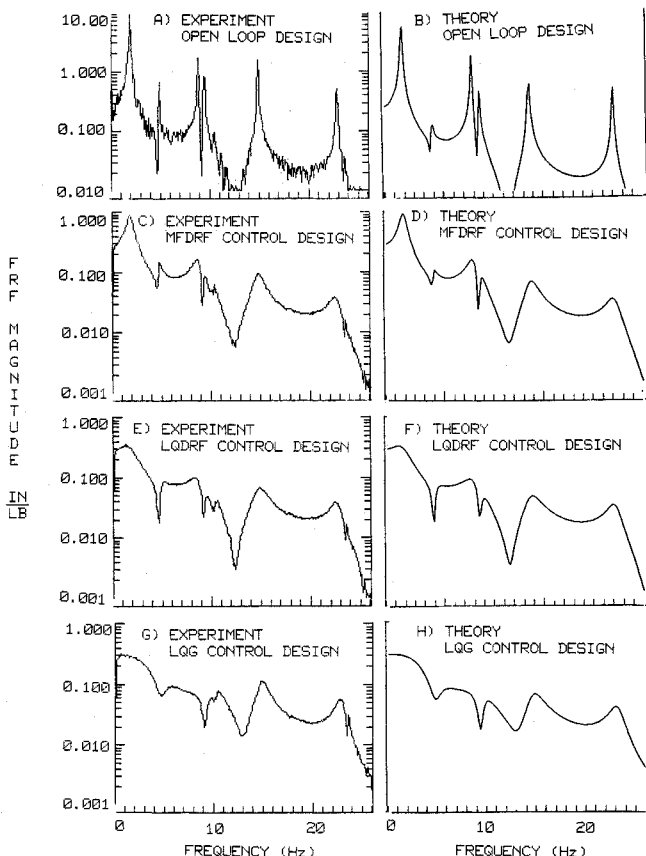 10.00
1.000
0.100
0.010
A) EXPERIMENT
OPEN LOOP DESIGN
B) THEORY
OPEN LOOP DESIGN
1.000
0.100
0.010
0.001
C) EXPERIMENT
MFDRF CONTROL DESIGN
D) THEORY
MFDRF CONTROL DESIGN
FRF MAGNITUDE IN/LB
1.000
0.100
0.010
0.001
E) EXPERIMENT
LQDRF CONTROL DESIGN
F) THEORY
LQDRF CONTROL DESIGN
1.000
0.100
0.010
0.001
G) EXPERIMENT
LQG CONTROL DESIGN
H) THEORY
LQG CONTROL DESIGN
0 10 20
0 10 20
FREQUENCY (Hz)
FREQUENCY (Hz)